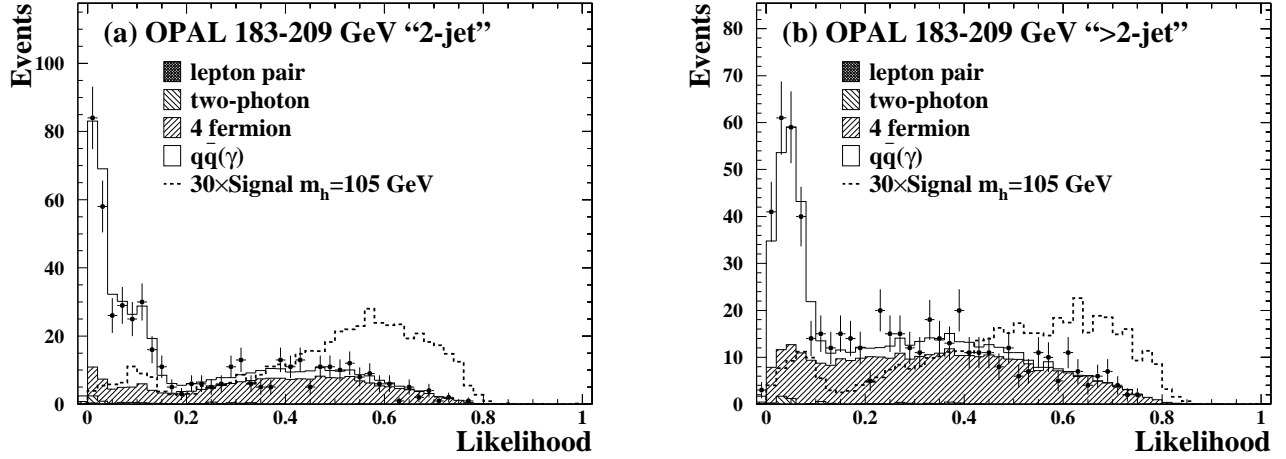 (a) OPAL 183-209 GeV “2-jet”
Events
lepton pair
two-photon
4 fermion
qq̄(γ)
30×Signal m_h=105 GeV
100
80
60
40
20
0
0 0.2 0.4 0.6 0.8 1
Likelihood
(b) OPAL 183-209 GeV “>2-jet”
Events
lepton pair
two-photon
4 fermion
qq̄(γ)
30×Signal m_h=105 GeV
80
70
60
50
40
30
20
10
0
0 0.2 0.4 0.6 0.8 1
Likelihood